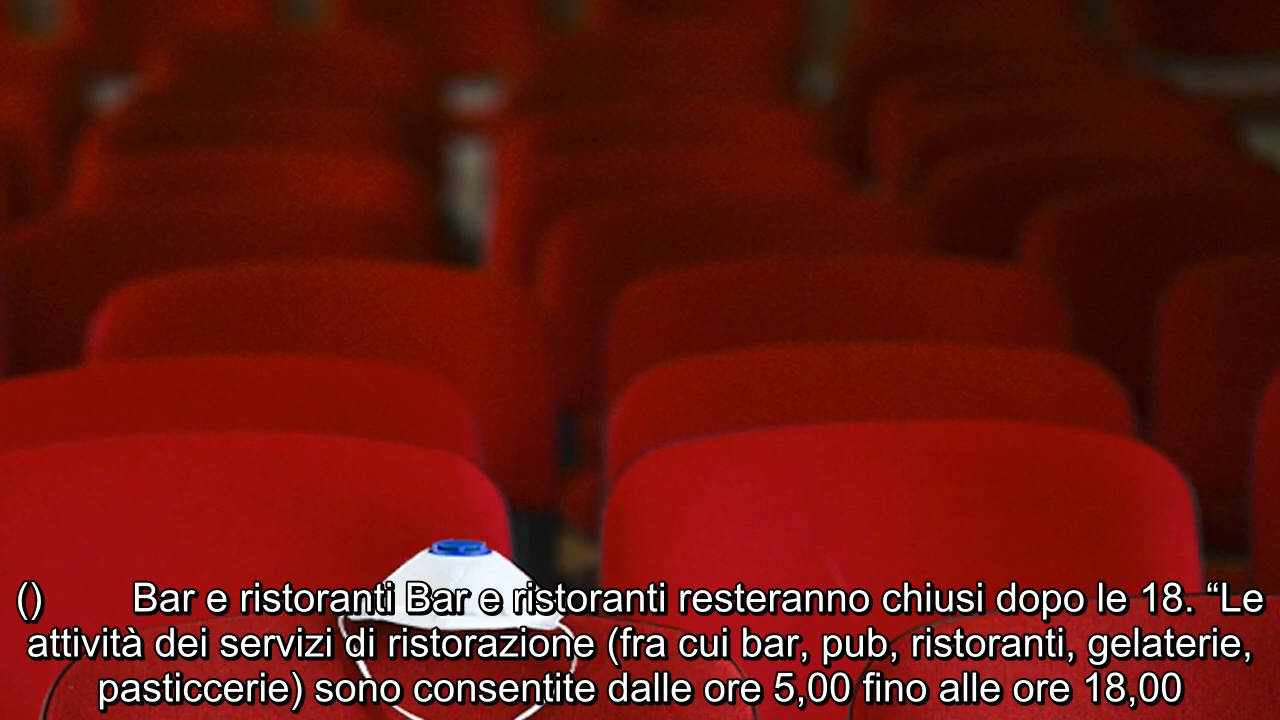 () Bar e ristoranti Bar e ristoranti resteranno chiusi dopo le 18. “Le
attività dei servizi di ristorazione (fra cui bar, pub, ristoranti, gelaterie,
pasticcerie) sono consentite dalle ore 5,00 fino alle ore 18,00